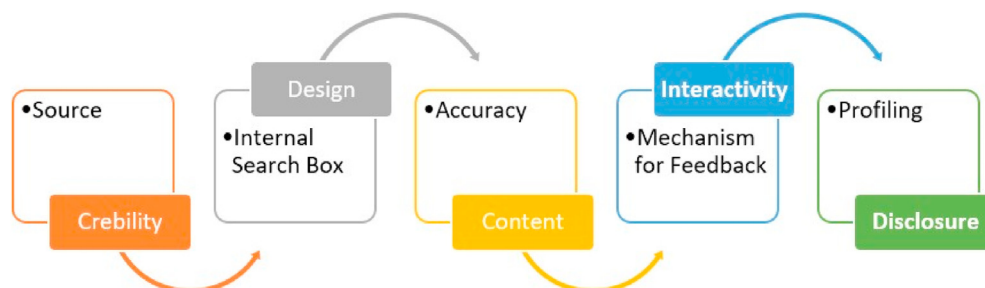 •Source
Crebility
Design
•Internal
Search Box
•Accuracy
Content
Interactivity
•Mechanism
for Feedback
•Profiling
Disclosure